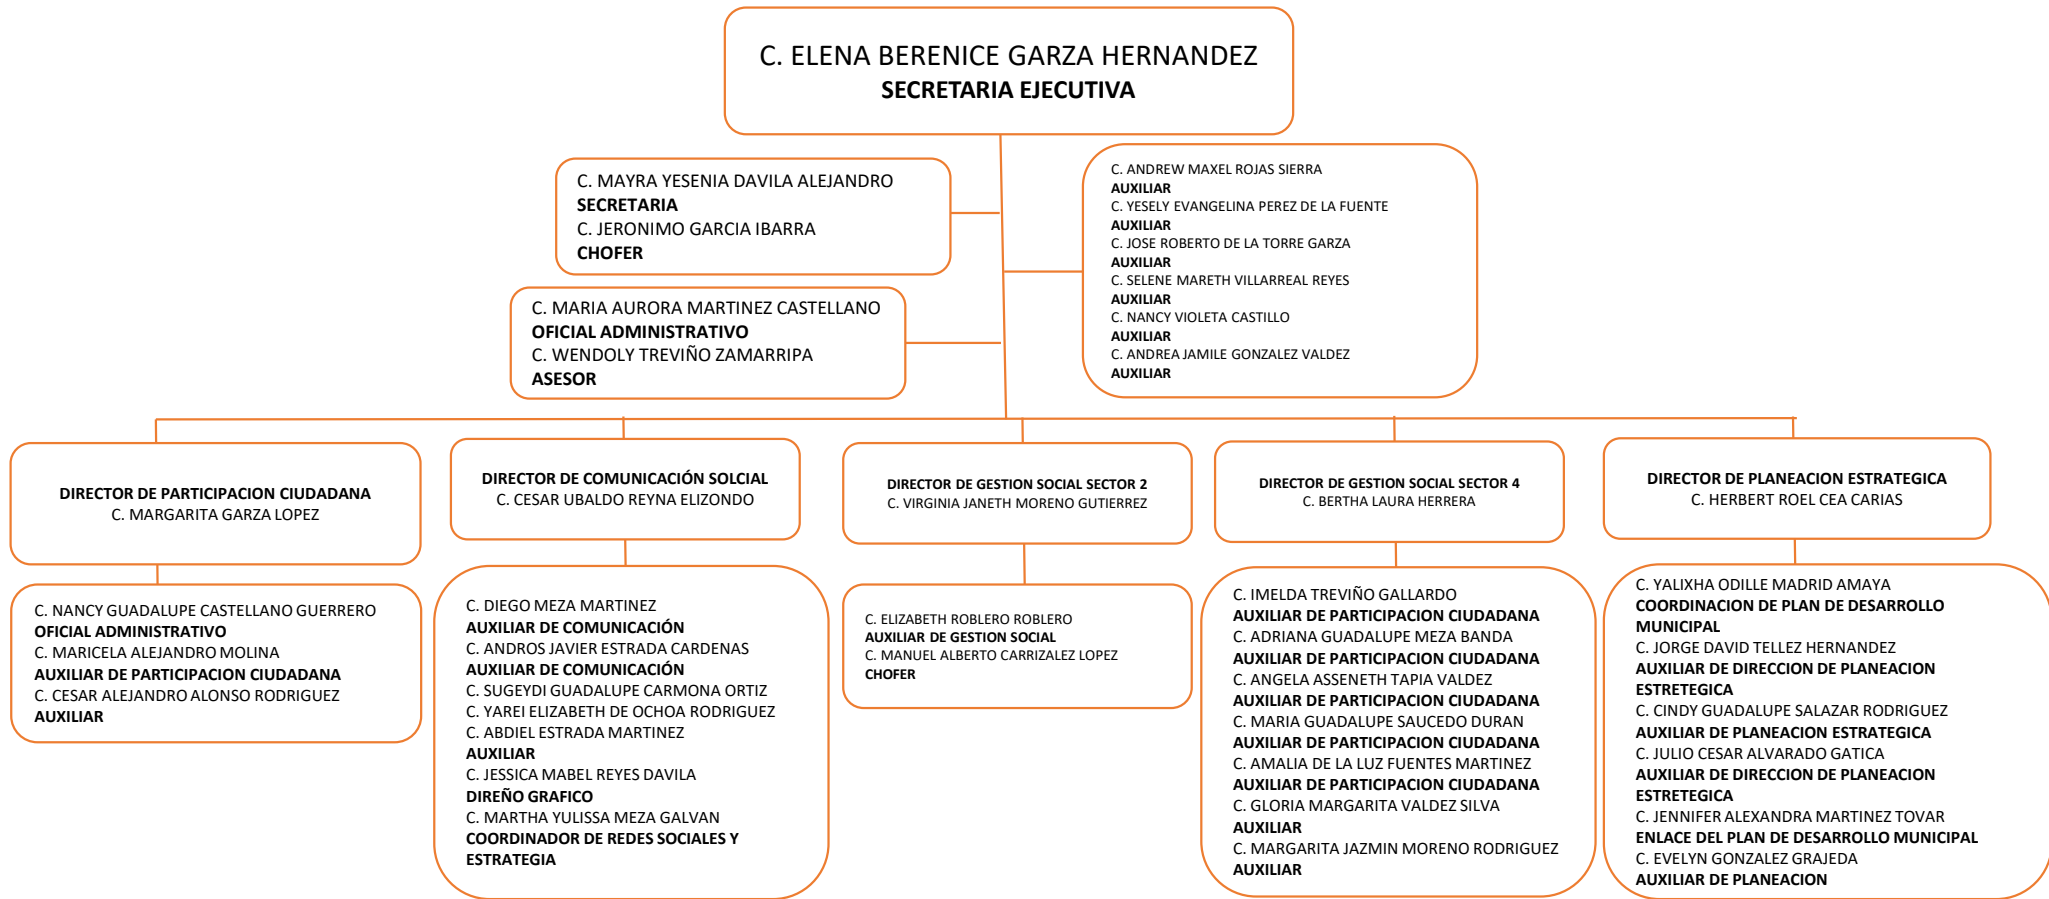 C. ELENA BERENICE GARZA HERNANDEZ
SECRETARIA EJECUTIVA
C. MAYRA YESENIA DAVILA ALEJANDRO
SECRETARIA
C. JERONIMO GARCIA IBARRA
CHOFER
C. ANDREW MAXEL ROJAS SIERRA
AUXILIAR
C. YESELY EVANGELINA PEREZ DE LA FUENTE
AUXILIAR
C. JOSE ROBERTO DE LA TORRE GARZA
AUXILIAR
C. SELENE MARETH VILLARREAL REYES
AUXILIAR
C. NANCY VIOLETA CASTILLO
AUXILIAR
C. ANDREA JAMILE GONZALEZ VALDEZ
AUXILIAR
C. MARIA AURORA MARTINEZ CASTELLANO
OFICIAL ADMINISTRATIVO
C. WENDOLY TREVIÑO ZAMARRIPA
ASESOR
DIRECTOR DE PARTICIPACION CIUDADANA
C. MARGARITA GARZA LOPEZ
DIRECTOR DE COMUNICACIÓN SOLCIAL
C. CESAR UBALDO REYNA ELIZONDO
DIRECTOR DE GESTION SOCIAL SECTOR 2
C. VIRGINIA JANETH MORENO GUTIERREZ
DIRECTOR DE GESTION SOCIAL SECTOR 4
C. BERTHA LAURA HERRERA
DIRECTOR DE PLANEACION ESTRATEGICA
C. HERBERT ROEL CEA CARIAS
C. NANCY GUADALUPE CASTELLANO GUERRERO
OFICIAL ADMINISTRATIVO
C. MARICELA ALEJANDRO MOLINA
AUXILIAR DE PARTICIPACION CIUDADANA
C. CESAR ALEJANDRO ALONSO RODRIGUEZ
AUXILIAR
C. DIEGO MEZA MARTINEZ
AUXILIAR DE COMUNICACIÓN
C. ANDROS JAVIER ESTRADA CARDENAS
AUXILIAR DE COMUNICACIÓN
C. SUGEYDI GUADALUPE CARMONA ORTIZ
C. YAREI ELIZABETH DE OCHOA RODRIGUEZ
C. ABDIEL ESTRADA MARTINEZ
AUXILIAR
C. JESSICA MABEL REYES DAVILA
DIREÑO GRAFICO
C. MARTHA YULISSA MEZA GALVAN
COORDINADOR DE REDES SOCIALES Y
ESTRATEGIA
C. ELIZABETH ROBLERO ROBLERO
AUXILIAR DE GESTION SOCIAL
C. MANUEL ALBERTO CARRIZALEZ LOPEZ
CHOFER
C. IMELDA TREVIÑO GALLARDO
AUXILIAR DE PARTICIPACION CIUDADANA
C. ADRIANA GUADALUPE MEZA BANDA
AUXILIAR DE PARTICIPACION CIUDADANA
C. ANGELA ASSENETH TAPIA VALDEZ
AUXILIAR DE PARTICIPACION CIUDADANA
C. MARIA GUADALUPE SAUCEDO DURAN
AUXILIAR DE PARTICIPACION CIUDADANA
C. AMALIA DE LA LUZ FUENTES MARTINEZ
AUXILIAR DE PARTICIPACION CIUDADANA
C. GLORIA MARGARITA VALDEZ SILVA
AUXILIAR
C. MARGARITA JAZMIN MORENO RODRIGUEZ
AUXILIAR
C. YALIXHA ODILLE MADRID AMAYA
COORDINACION DE PLAN DE DESARROLLO
MUNICIPAL
C. JORGE DAVID TELLEZ HERNANDEZ
AUXILIAR DE DIRECCION DE PLANEACION
ESTRETEGICA
C. CINDY GUADALUPE SALAZAR RODRIGUEZ
AUXILIAR DE PLANEACION ESTRATEGICA
C. JULIO CESAR ALVARADO GATICA
AUXILIAR DE DIRECCION DE PLANEACION
ESTRETEGICA
C. JENNIFER ALEXANDRA MARTINEZ TOVAR
ENLACE DEL PLAN DE DESARROLLO MUNICIPAL
C. EVELYN GONZALEZ GRAJEDA
AUXILIAR DE PLANEACION